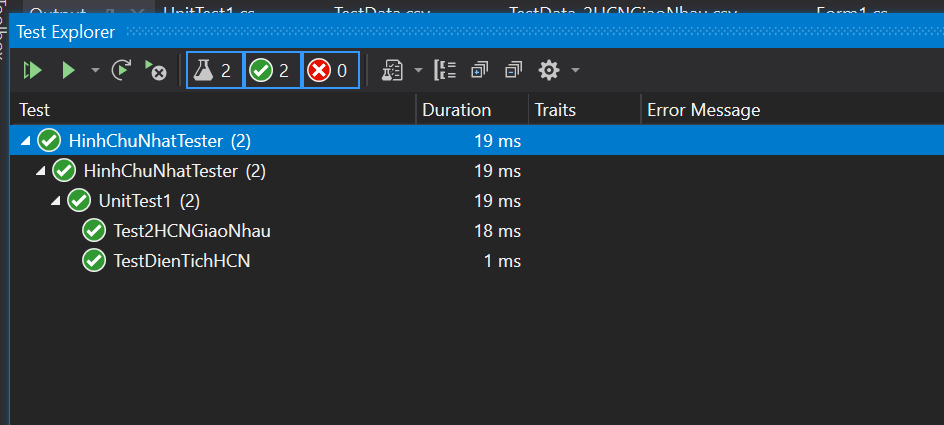 Toolbox
Output UnitTest1.cs TestData.csv TestData_2HCNGiaoNhau.csv Form1.cs
Test Explorer
2 2 0
Test Duration Traits Error Message
HinhChuNhatTester (2) 19 ms
HinhChuNhatTester (2) 19 ms
UnitTest1 (2) 19 ms
Test2HCNGiaoNhau 18 ms
TestDienTichHCN 1 ms